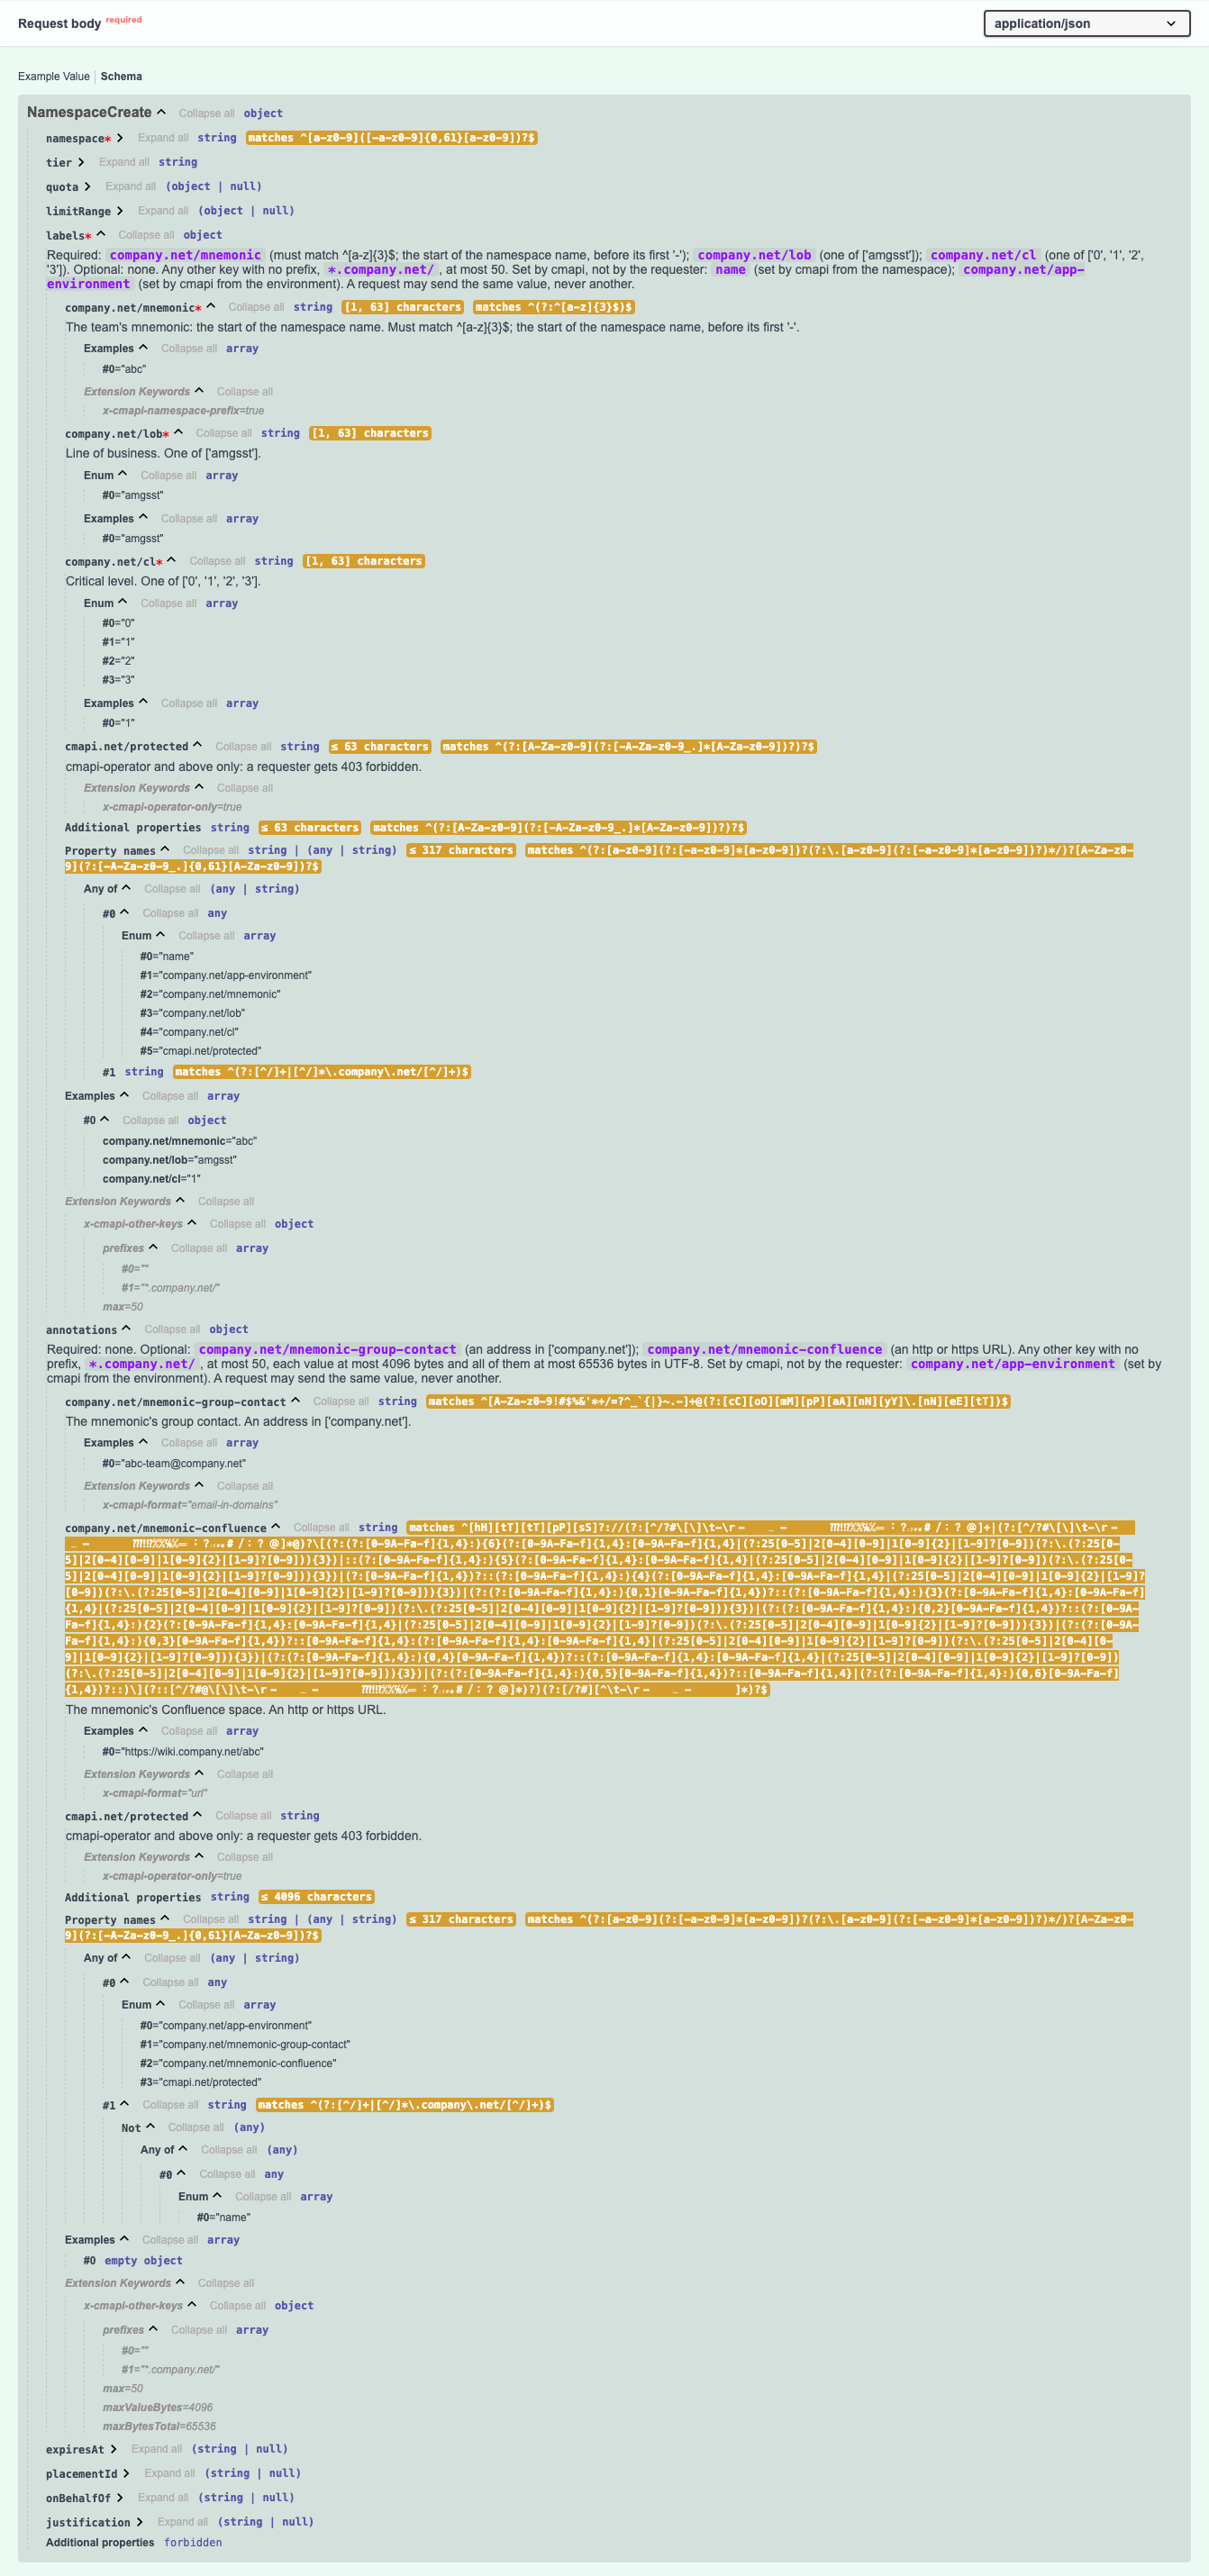 Request body required
application/json
Example Value Schema
NamespaceCreate Collapse all object
namespace* Expand all string matches ^[a-z0-9]([-a-z0-9]{0,61}[a-z0-9])?$
tier Expand all string
quota Expand all (object | null)
limitRange Expand all (object | null)
labels* Collapse all object
Required: company.net/mnemonic (must match ^[a-z]{3}$; the start of the namespace name, before its first '-'); company.net/lob (one of ['amgsst']); company.net/cl (one of ['0', '1', '2',
'3']). Optional: none. Any other key with no prefix, *.company.net/ , at most 50. Set by cmapi, not by the requester: name (set by cmapi from the namespace); company.net/app-
environment (set by cmapi from the environment). A request may send the same value, never another.
company.net/mnemonic* Collapse all string [1, 63] characters matches ^(?:^[a-z]{3}$)$
The team's mnemonic: the start of the namespace name. Must match ^[a-z]{3}$; the start of the namespace name, before its first '-'.
Examples Collapse all array
#0="abc"
Extension Keywords Collapse all
x-cmapi-namespace-prefix=true
company.net/lob* Collapse all string [1, 63] characters
Line of business. One of ['amgsst'].
Enum Collapse all array
#0="amgsst"
Examples Collapse all array
#0="amgsst"
company.net/cl* Collapse all string [1, 63] characters
Critical level. One of ['0', '1', '2', '3'].
Enum Collapse all array
#0="0"
#1="1"
#2="2"
#3="3"
Examples Collapse all array
#0="1"
cmapi.net/protected Collapse all string ≤ 63 characters matches ^(?:[A-Za-z0-9](?:[-A-Za-z0-9_.]*[A-Za-z0-9])?)?$
cmapi-operator and above only: a requester gets 403 forbidden.
Extension Keywords Collapse all
x-cmapi-operator-only=true
Additional properties string ≤ 63 characters matches ^(?:[A-Za-z0-9](?:[-A-Za-z0-9_.]*[A-Za-z0-9])?)?$
Property names Collapse all string | (any | string) ≤ 317 characters matches ^(?:[a-z0-9](?:[-a-z0-9]*[a-z0-9])?(?:\.[a-z0-9](?:[-a-z0-9]*[a-z0-9])?)*/)?[A-Za-z0-
9](?:[-A-Za-z0-9_.]{0,61}[A-Za-z0-9])?$
Any of Collapse all (any | string)
#0 Collapse all any
Enum Collapse all array
#0="name"
#1="company.net/app-environment"
#2="company.net/mnemonic"
#3="company.net/lob"
#4="company.net/cl"
#5="cmapi.net/protected"
#1 string matches ^(?:[^/]+|[^/]*\.company\.net/[^/]+)$
Examples Collapse all array
#0 Collapse all object
company.net/mnemonic="abc"
company.net/lob="amgsst"
company.net/cl="1"
Extension Keywords Collapse all
x-cmapi-other-keys Collapse all object
prefixes Collapse all array
#0=""
#1="*.company.net/"
max=50
annotations Collapse all object
Required: none. Optional: company.net/mnemonic-group-contact (an address in ['company.net']); company.net/mnemonic-confluence (an http or https URL). Any other key with no
prefix, *.company.net/ , at most 50, each value at most 4096 bytes and all of them at most 65536 bytes in UTF-8. Set by cmapi, not by the requester: company.net/app-environment (set by
cmapi from the environment). A request may send the same value, never another.
company.net/mnemonic-group-contact Collapse all string matches ^[A-Za-z0-9!#$%&'*+/=?^_`{|}~.-]+@(?:[cC][oO][mM][pP][aA][nN][yY]\.[nN][eE][tT])$
The mnemonic's group contact. An address in ['company.net'].
Examples Collapse all array
#0="abc-team@company.net"
Extension Keywords Collapse all
x-cmapi-format="email-in-domains"
company.net/mnemonic-confluence Collapse all string
The mnemonic's Confluence space. An http or https URL.
Examples Collapse all array
#0="https://wiki.company.net/abc"
Extension Keywords Collapse all
x-cmapi-format="url"
cmapi.net/protected Collapse all string
cmapi-operator and above only: a requester gets 403 forbidden.
Extension Keywords Collapse all
x-cmapi-operator-only=true
Additional properties string ≤ 4096 characters
Property names Collapse all string | (any | string) ≤ 317 characters matches ^(?:[a-z0-9](?:[-a-z0-9]*[a-z0-9])?(?:\.[a-z0-9](?:[-a-z0-9]*[a-z0-9])?)*/)?[A-Za-z0-
9](?:[-A-Za-z0-9_.]{0,61}[A-Za-z0-9])?$
Any of Collapse all (any | string)
#0 Collapse all any
Enum Collapse all array
#0="company.net/app-environment"
#1="company.net/mnemonic-group-contact"
#2="company.net/mnemonic-confluence"
#3="cmapi.net/protected"
#1 Collapse all string matches ^(?:[^/]+|[^/]*\.company\.net/[^/]+)$
Not Collapse all (any)
Any of Collapse all (any)
#0 Collapse all any
Enum Collapse all array
#0="name"
Examples Collapse all array
#0 empty object
Extension Keywords Collapse all
x-cmapi-other-keys Collapse all object
prefixes Collapse all array
#0=""
#1="*.company.net/"
max=50
maxValueBytes=4096
maxBytesTotal=65536
expiresAt Expand all (string | null)
placementId Expand all (string | null)
onBehalfOf Expand all (string | null)
justification Expand all (string | null)
Additional properties forbidden